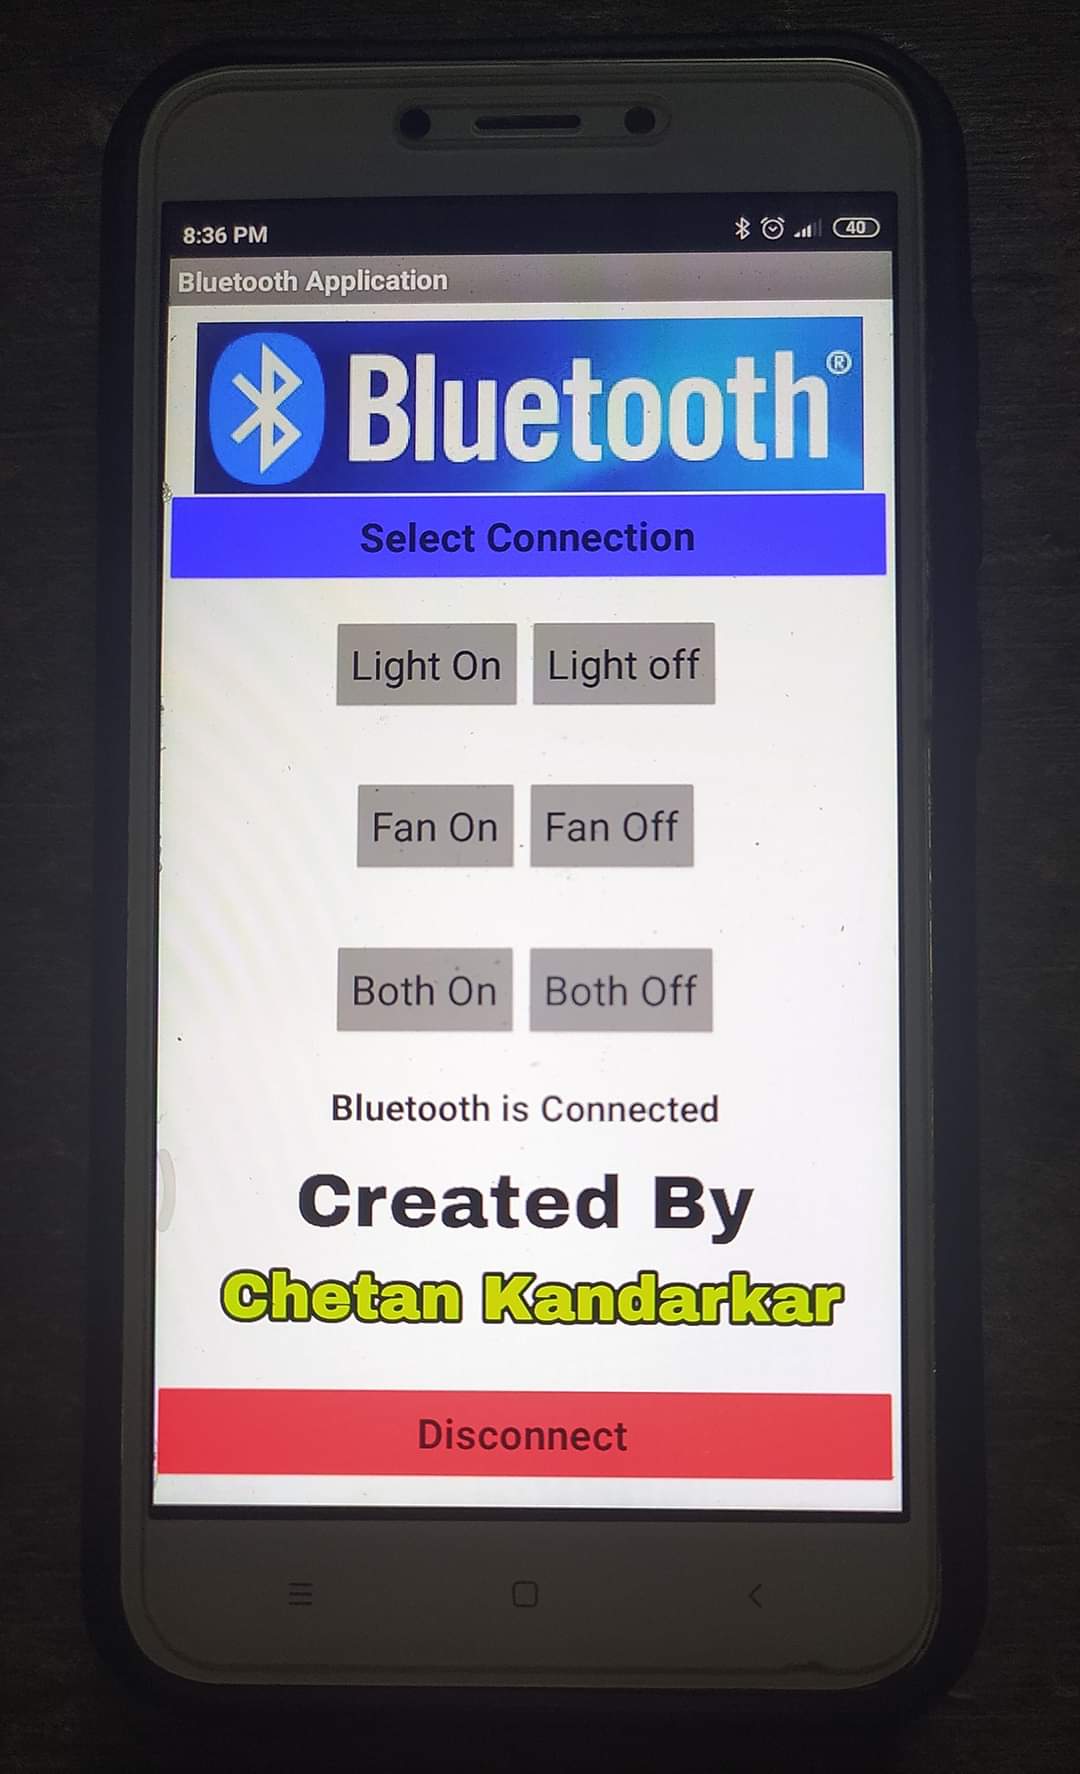 8:36 PM 40
Bluetooth Application
Bluetooth®
Select Connection
Light On Light off
Fan On Fan Off
Both On Both Off
Bluetooth is Connected
Created By
Chetan Kandarkar
Disconnect